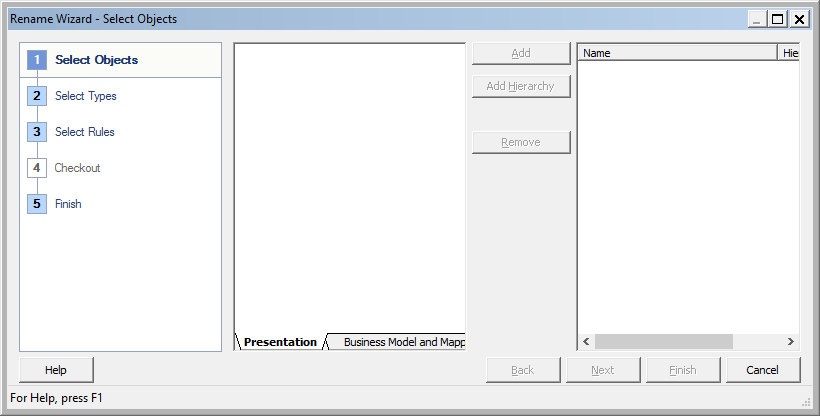 Rename Wizard - Select Objects
1 Select Objects
2 Select Types
3 Select Rules
4 Checkout
5 Finish
Presentation
Business Model and Mapp
Add
Add Hierarchy
Remove
Name
Hier
Help
Back
Next
Finish
Cancel
For Help, press F1